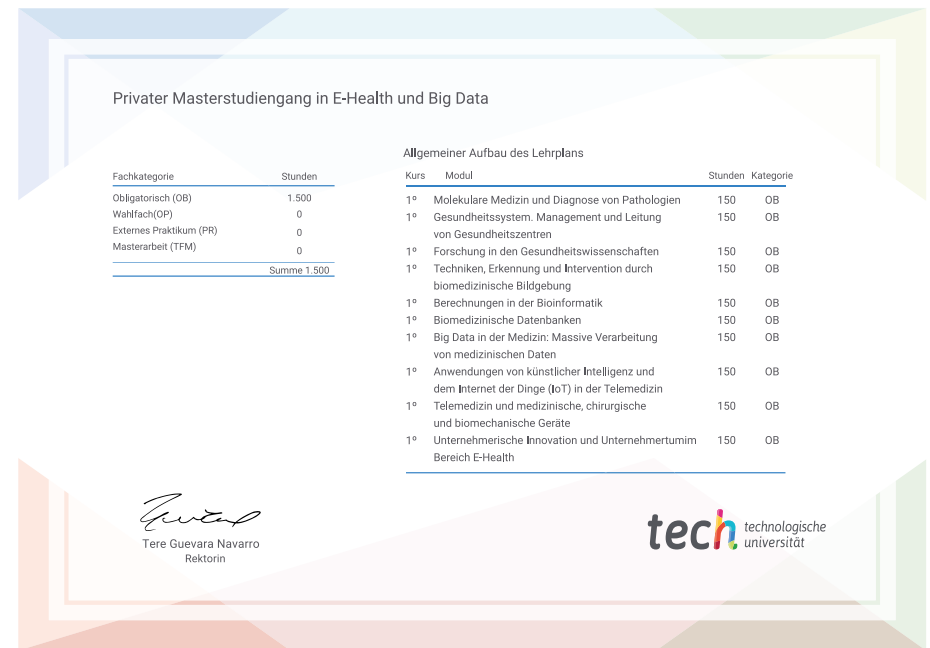 Privater Masterstudiengang in E-Health und Big Data
Fachkategorie Stunden
Obligatorisch (OB) 1.500
Wahlfach(OP) 0
Externes Praktikum (PR) 0
Masterarbeit (TFM) 0
Summe 1.500
Allgemeiner Aufbau des Lehrplans
Kurs Modul Stunden Kategorie
1º Molekulare Medizin und Diagnose von Pathologien 150 OB
1º Gesundheitssystem. Management und Leitung 150 OB
von Gesundheitszentren
1º Forschung in den Gesundheitswissenschaften 150 OB
1º Techniken, Erkennung und Intervention durch 150 OB
biomedizinische Bildgebung
1º Berechnungen in der Bioinformatik 150 OB
1º Biomedizinische Datenbanken 150 OB
1º Big Data in der Medizin: Massive Verarbeitung 150 OB
von medizinischen Daten
1º Anwendungen von künstlicher Intelligenz und 150 OB
dem Internet der Dinge (IoT) in der Telemedizin
1º Telemedizin und medizinische, chirurgische 150 OB
und biomechanische Geräte
1º Unternehmerische Innovation und Unternehmertumim 150 OB
Bereich E-Health
Tere Guevara Navarro
Rektorin
tech technologische
universität